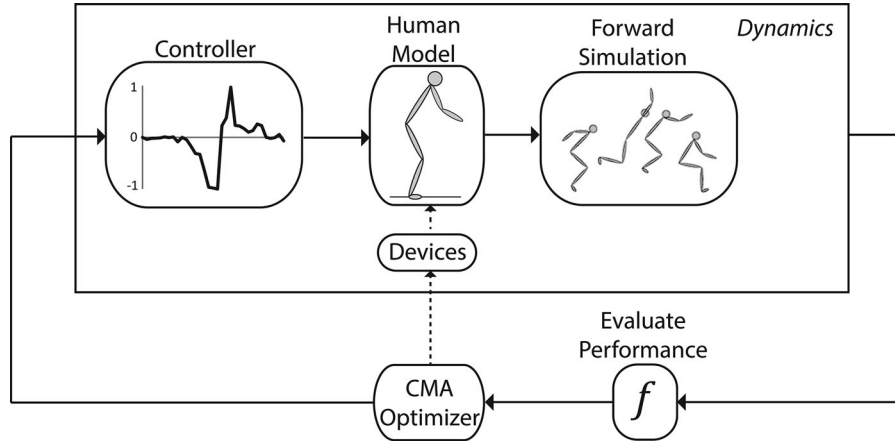 Controller
1
0
-1
Human
Model
Forward
Simulation
Dynamics
Devices
Evaluate
Performance
CMA
Optimizer
f